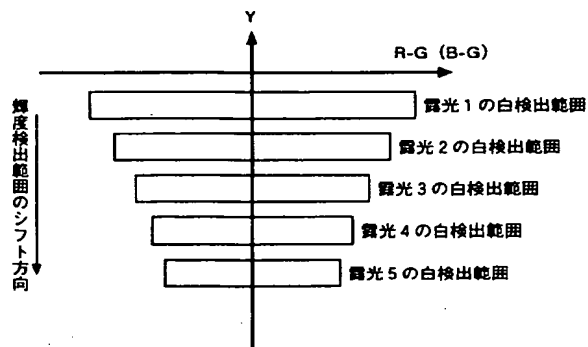 Y
R-G (B-G)
露光1の白検出範囲
露光2の白検出範囲
露光3の白検出範囲
露光4の白検出範囲
露光5の白検出範囲
輝度検出範囲のシフト方向